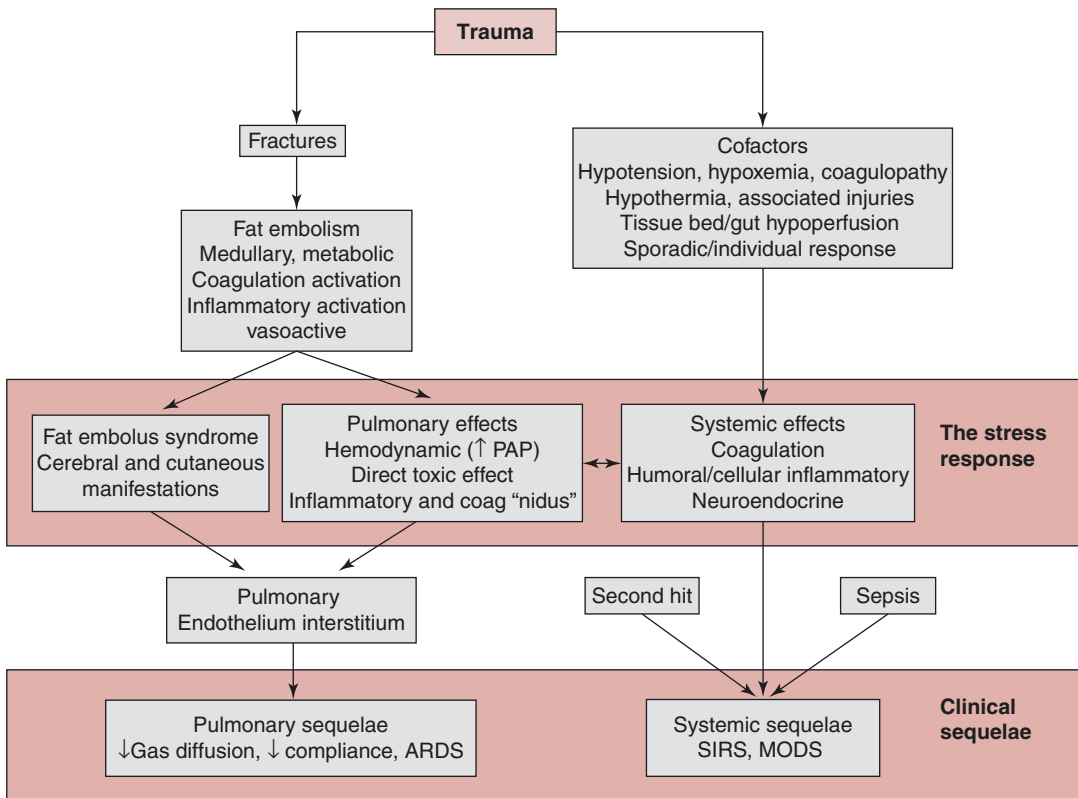 Trauma
Fractures
Cofactors
Hypotension, hypoxemia, coagulopathy
Hypothermia, associated injuries
Tissue bed/gut hypoperfusion
Sporadic/individual response
Fat embolism
Medullary, metabolic
Coagulation activation
Inflammatory activation
vasoactive
Fat embolus syndrome
Cerebral and cutaneous
manifestations
Pulmonary effects
Hemodynamic (↑ PAP)
Direct toxic effect
Inflammatory and coag “nidus”
Systemic effects
Coagulation
Humoral/cellular inflammatory
Neuroendocrine
The stress
response
Pulmonary
Endothelium interstitium
Second hit
Sepsis
Pulmonary sequelae
↓Gas diffusion, ↓ compliance, ARDS
Systemic sequelae
SIRS, MODS
Clinical
sequelae